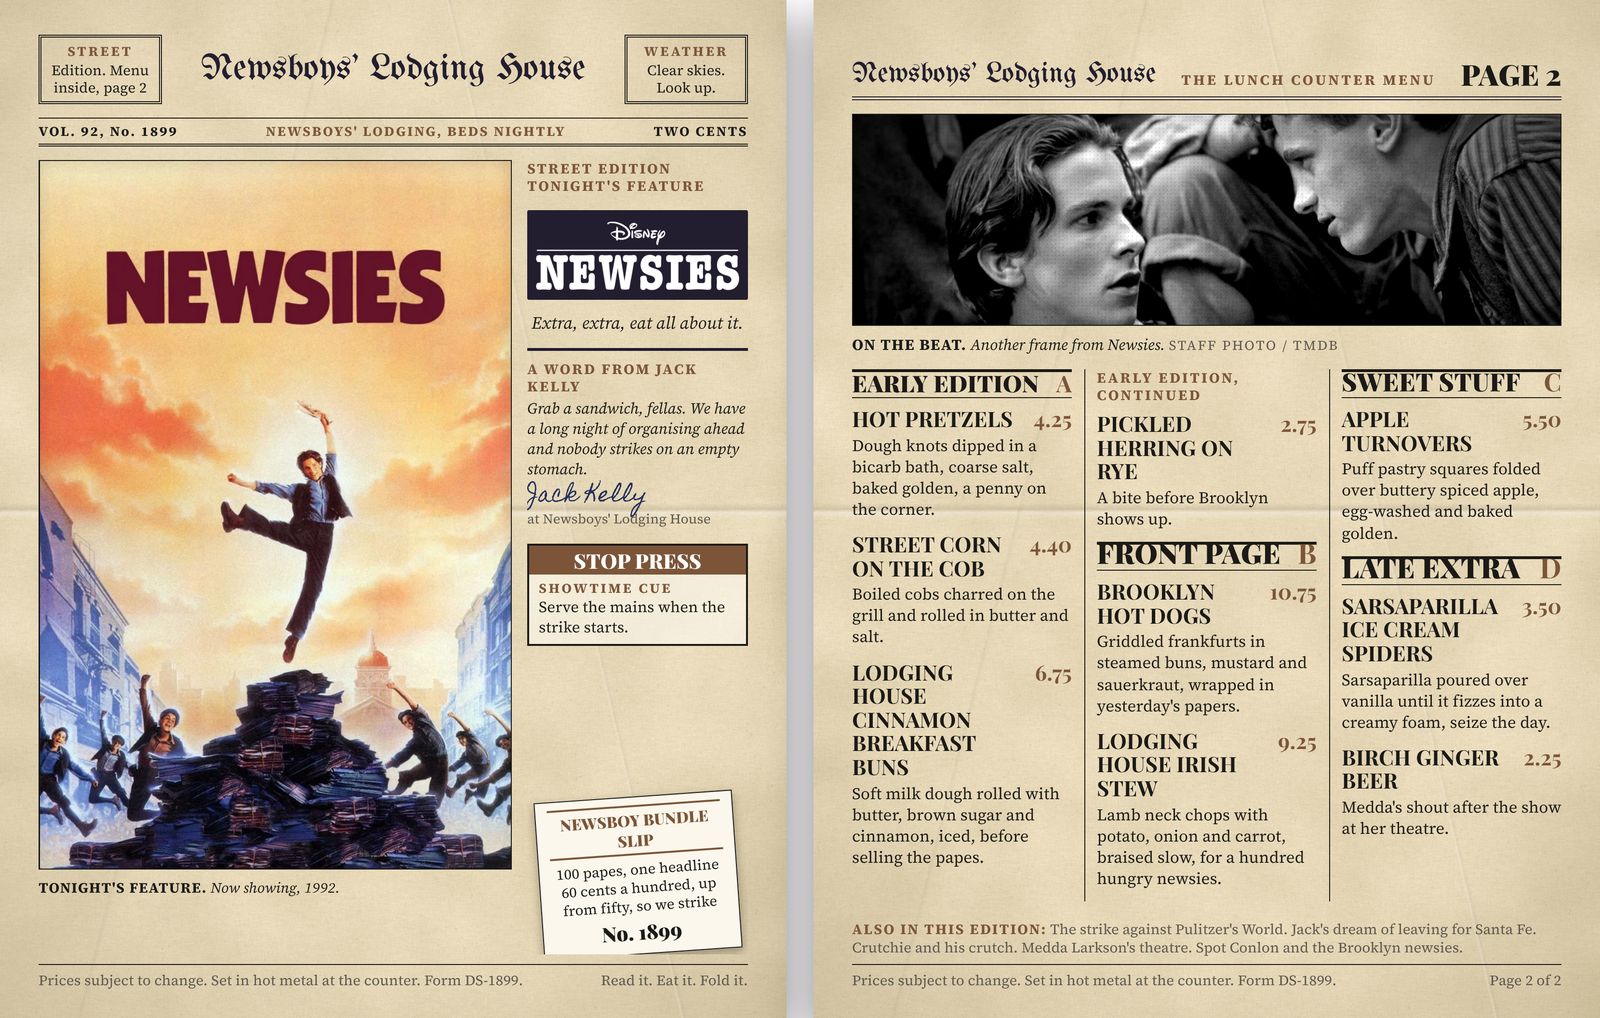 STREET
Edition. Menu
inside, page 2
Newsboys' Lodging House
WEATHER
Clear skies.
Look up.
VOL. 92, No. 1899
NEWSBOYS' LODGING, BEDS NIGHTLY
TWO CENTS
NEWSIES
TONIGHT'S FEATURE. Now showing, 1992.
STREET EDITION
TONIGHT'S FEATURE
Disney
NEWSIES
Extra, extra, eat all about it.
A WORD FROM JACK
KELLY
Grab a sandwich, fellas. We have
a long night of organising ahead
and nobody strikes on an empty
stomach.
Jack Kelly
at Newsboys' Lodging House
STOP PRESS
SHOWTIME CUE
Serve the mains when the
strike starts.
NEWSBOY BUNDLE
SLIP
100 papes, one headline
60 cents a hundred, up
from fifty, so we strike
No. 1899
Prices subject to change. Set in hot metal at the counter. Form DS-1899.
Read it. Eat it. Fold it.
Newsboys' Lodging House
THE LUNCH COUNTER MENU
PAGE 2
ON THE BEAT. Another frame from Newsies. STAFF PHOTO / TMDB
EARLY EDITION A
HOT PRETZELS 4.25
Dough knots dipped in a
bicarb bath, coarse salt,
baked golden, a penny on
the corner.
STREET CORN 4.40
ON THE COB
Boiled cobs charred on the
grill and rolled in butter and
salt.
LODGING 6.75
HOUSE
CINNAMON
BREAKFAST
BUNS
Soft milk dough rolled with
butter, brown sugar and
cinnamon, iced, before
selling the papes.
EARLY EDITION,
CONTINUED
PICKLED 2.75
HERRING ON
RYE
A bite before Brooklyn
shows up.
FRONT PAGE B
BROOKLYN 10.75
HOT DOGS
Griddled frankfurts in
steamed buns, mustard and
sauerkraut, wrapped in
yesterday's papers.
LODGING 9.25
HOUSE IRISH
STEW
Lamb neck chops with
potato, onion and carrot,
braised slow, for a hundred
hungry newsies.
SWEET STUFF C
APPLE 5.50
TURNOVERS
Puff pastry squares folded
over buttery spiced apple,
egg-washed and baked
golden.
LATE EXTRA D
SARSAPARILLA 3.50
ICE CREAM
SPIDERS
Sarsaparilla poured over
vanilla until it fizzes into a
creamy foam, seize the day.
BIRCH GINGER 2.25
BEER
Medda's shout after the show
at her theatre.
ALSO IN THIS EDITION: The strike against Pulitzer's World. Jack's dream of leaving for Santa Fe.
Crutchie and his crutch. Medda Larkson's theatre. Spot Conlon and the Brooklyn newsies.
Prices subject to change. Set in hot metal at the counter. Form DS-1899.
Page 2 of 2